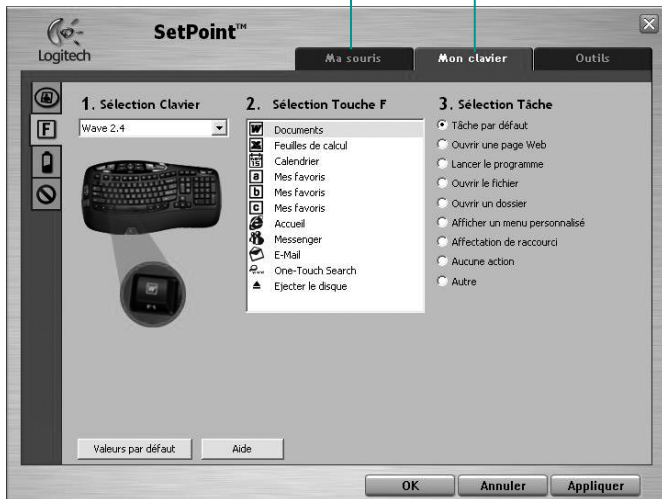 SetPoint™
Logitech
Ma souris
Mon clavier
Outils
1. Sélection Clavier
Wave 2.4
2. Sélection Touche F
Documents
Feuilles de calcul
Calendrier
Mes favoris
Mes favoris
Mes favoris
Accueil
Messenger
E-Mail
One-Touch Search
Ejecter le disque
3. Sélection Tâche
Tâche par défaut
Ouvrir une page Web
Lancer le programme
Ouvrir le fichier
Ouvrir un dossier
Afficher un menu personnalisé
Affectation de raccourci
Aucune action
Autre
Valeurs par défaut
Aide
OK
Annuler
Appliquer